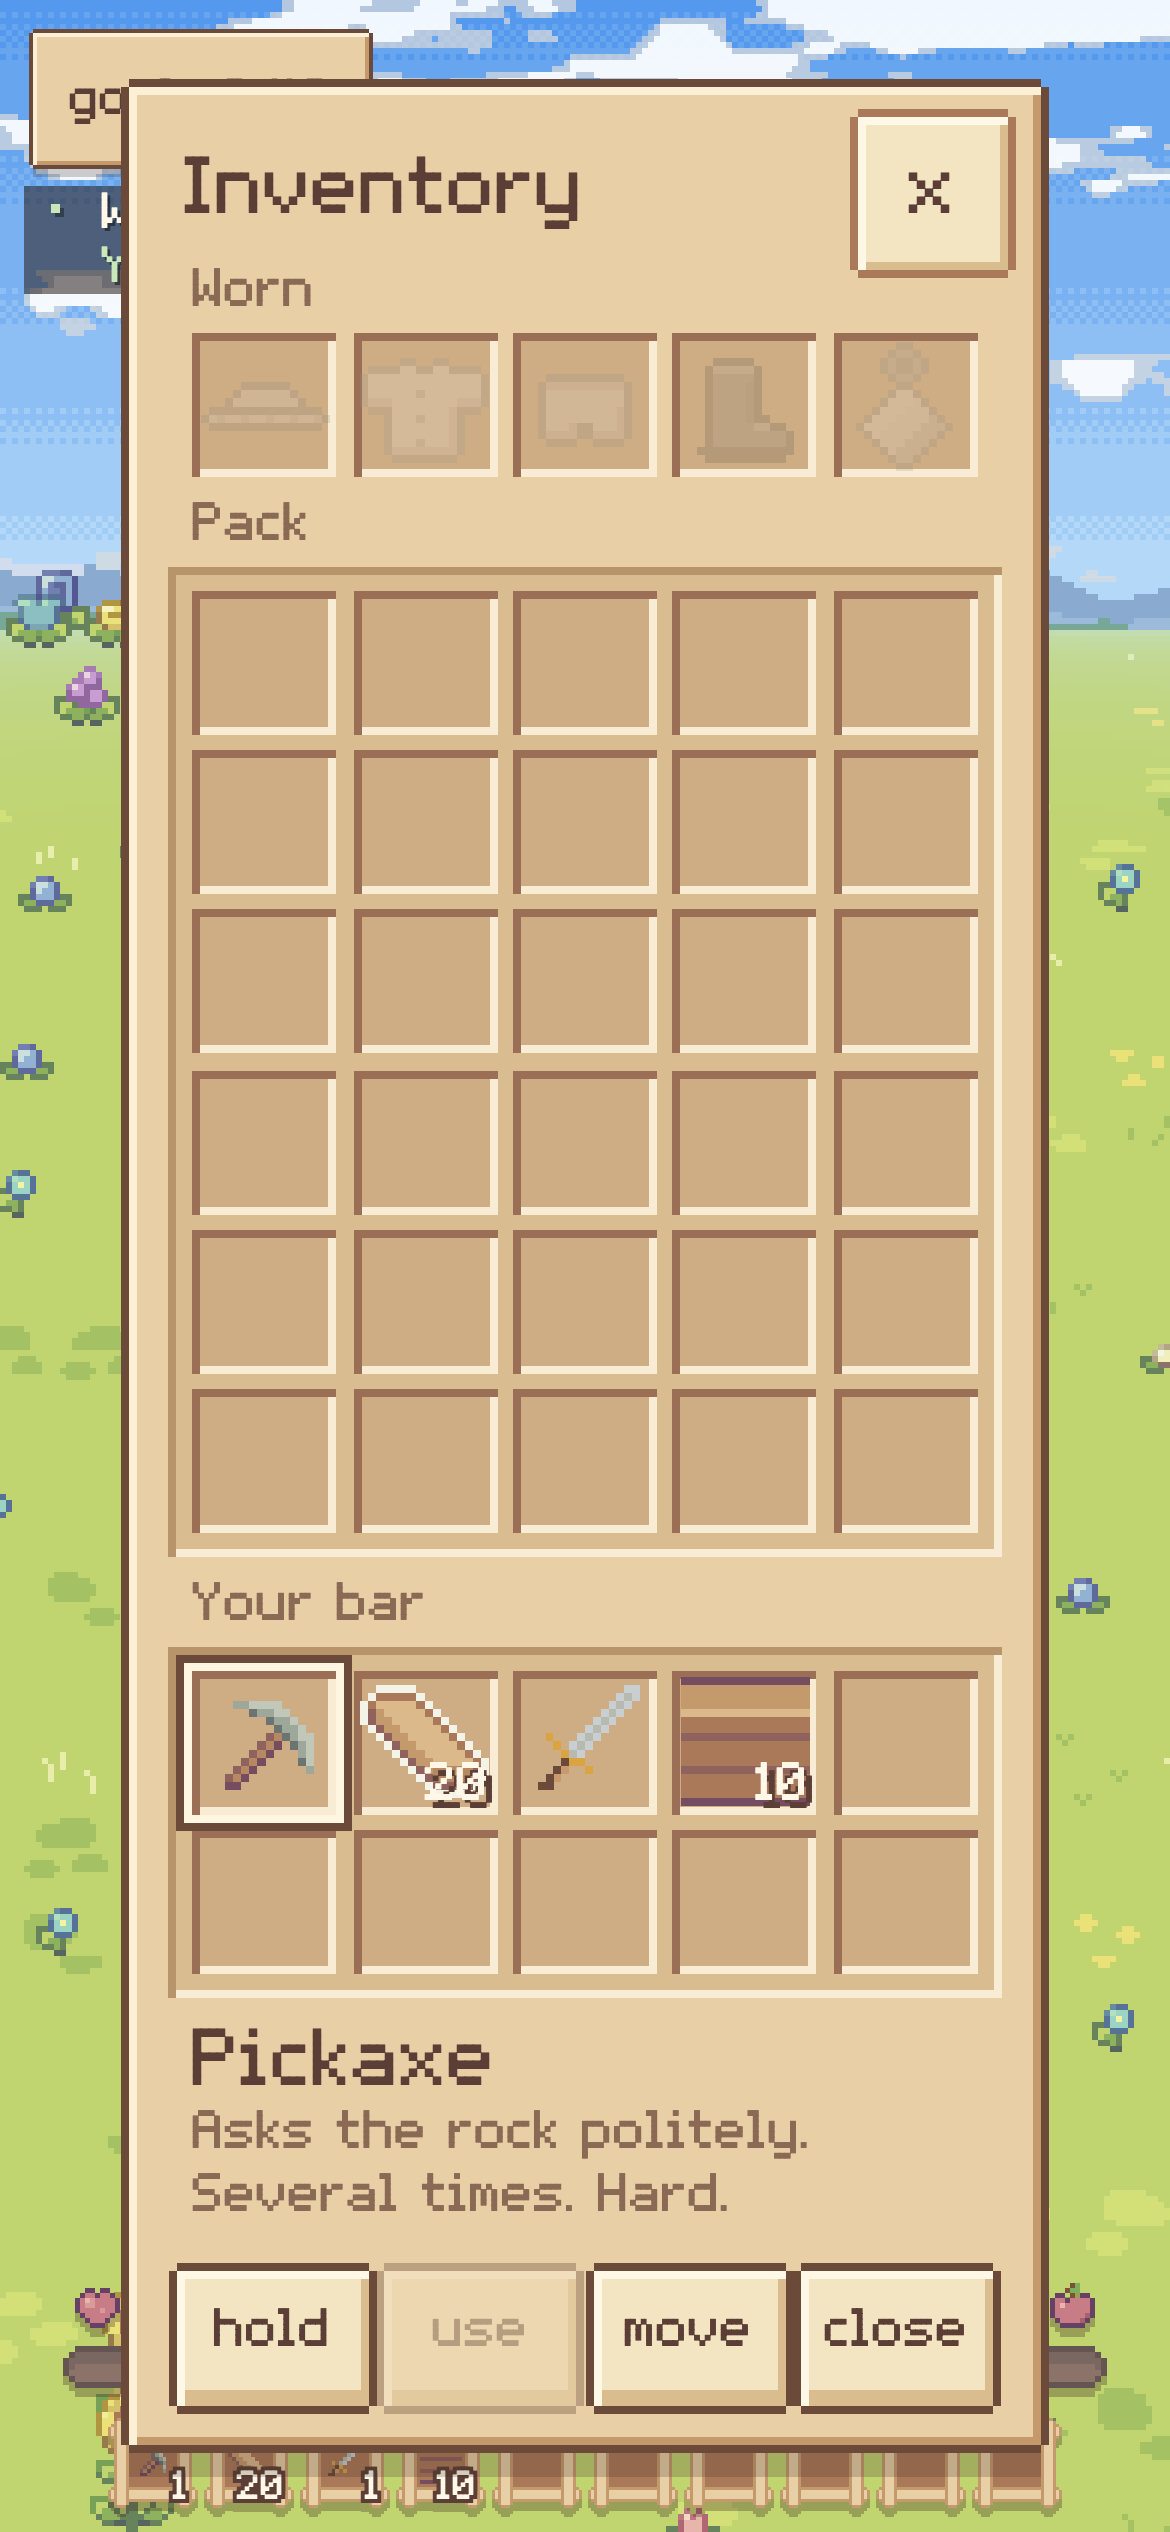 Inventory
x
Worn
Pack
Your bar
20
10
Pickaxe
Asks the rock politely.
Several times. Hard.
hold
use
move
close
1
20
1
10